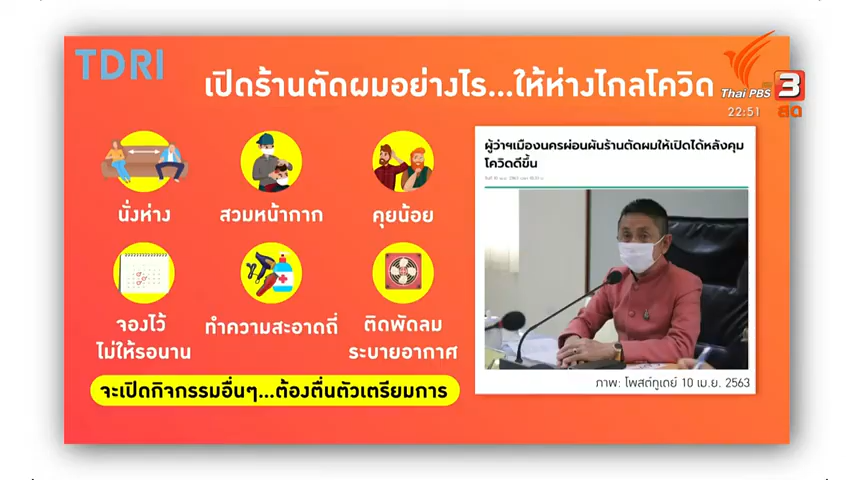 TDRI
เปิดร้านตัดผมอย่างไร...ให้ห่างไกลโควิด
Thai PBS 3
22:51 สด
นั่งห่าง
สวมหน้ากาก
คุยน้อย
จองไว้
ไม่ให้รอนาน
ทำความสะอาดถี่
ติดพัดลม
ระบายอากาศ
จะเปิดกิจกรรมอื่นๆ...ต้องตื่นตัวเตรียมการ
ผู้ว่าฯเมืองนครผ่อนผันร้านตัดผมให้เปิดได้หลังคุม
โควิดดีขึ้น
ภาพ: โพสต์ทูเดย์ 10 เม.ย. 2563